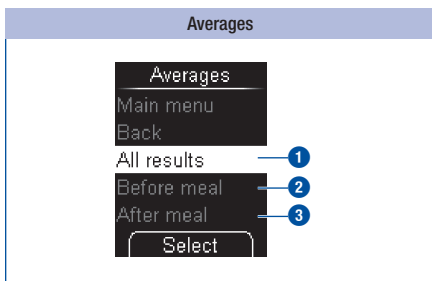 Averages
Averages
Main menu
Back
All results 1
Before meal 2
After meal 3
Select